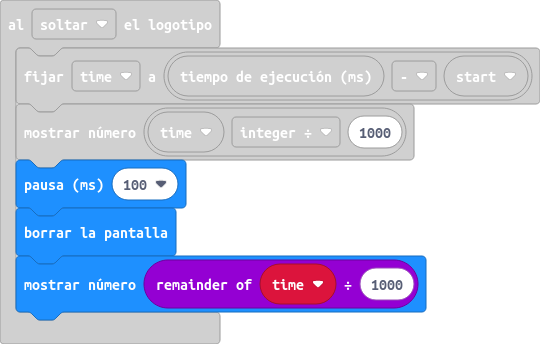 al soltar el logotipo
fijar time a tiempo de ejecución (ms) - start
mostrar número time integer ÷ 1000
pausa (ms) 100
borrar la pantalla
mostrar número remainder of time ÷ 1000